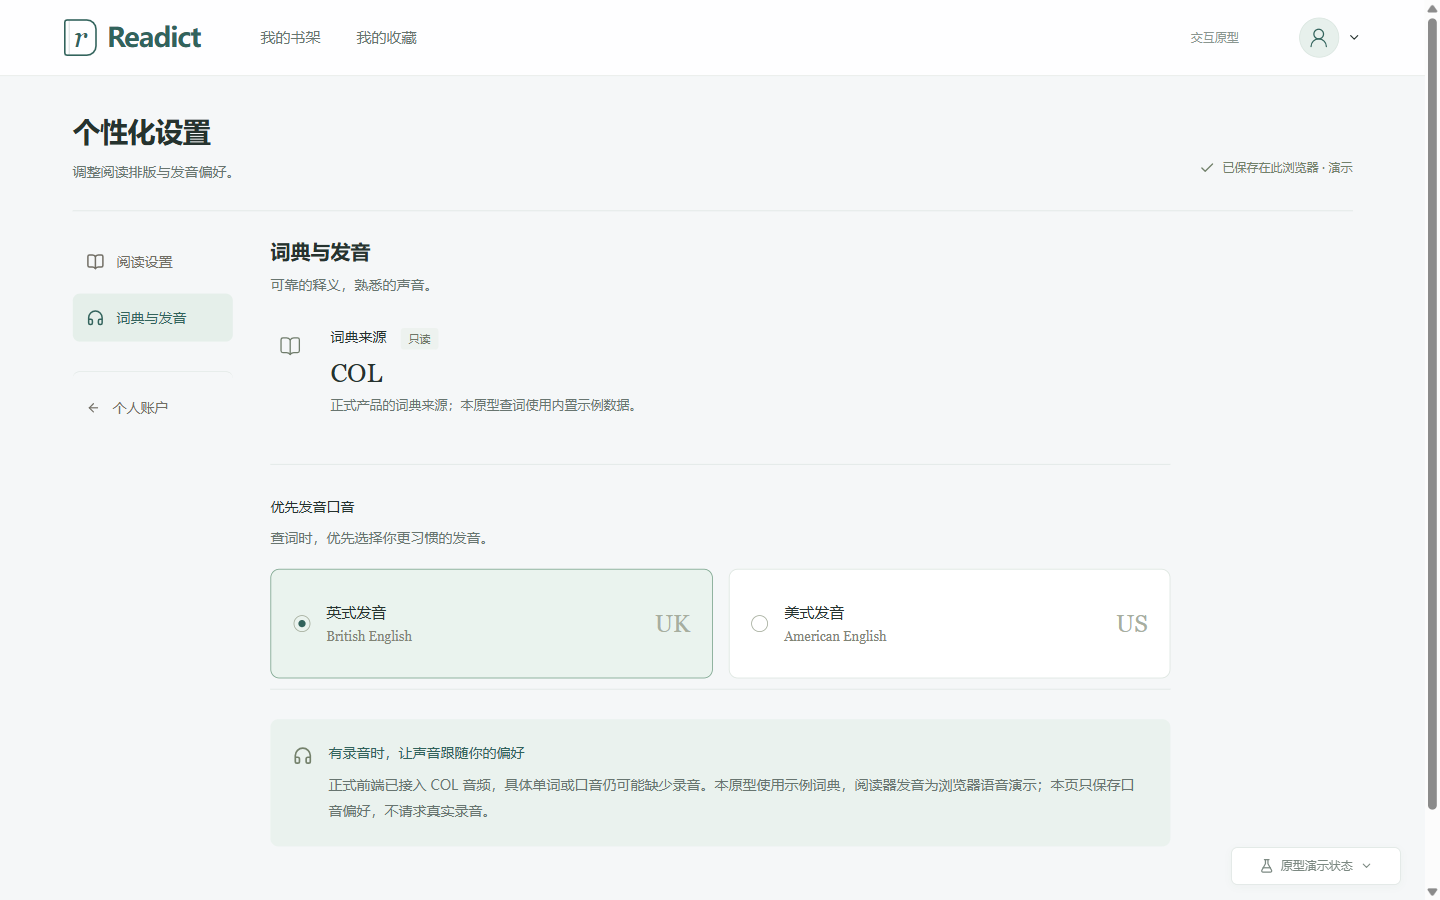 r Readict
我的书架
我的收藏
交互原型
个性化设置
调整阅读排版与发音偏好。
已保存在此浏览器 · 演示
阅读设置
词典与发音
个人账户
词典与发音
可靠的释义，熟悉的声音。
词典来源 只读
COL
正式产品的词典来源；本原型查词使用内置示例数据。
优先发音口音
查词时，优先选择你更习惯的发音。
英式发音
British English
UK
美式发音
American English
US
有录音时，让声音跟随你的偏好
正式前端已接入 COL 音频，具体单词或口音仍可能缺少录音。本原型使用示例词典，阅读器发音为浏览器语音演示；本页只保存口
音偏好，不请求真实录音。
原型演示状态